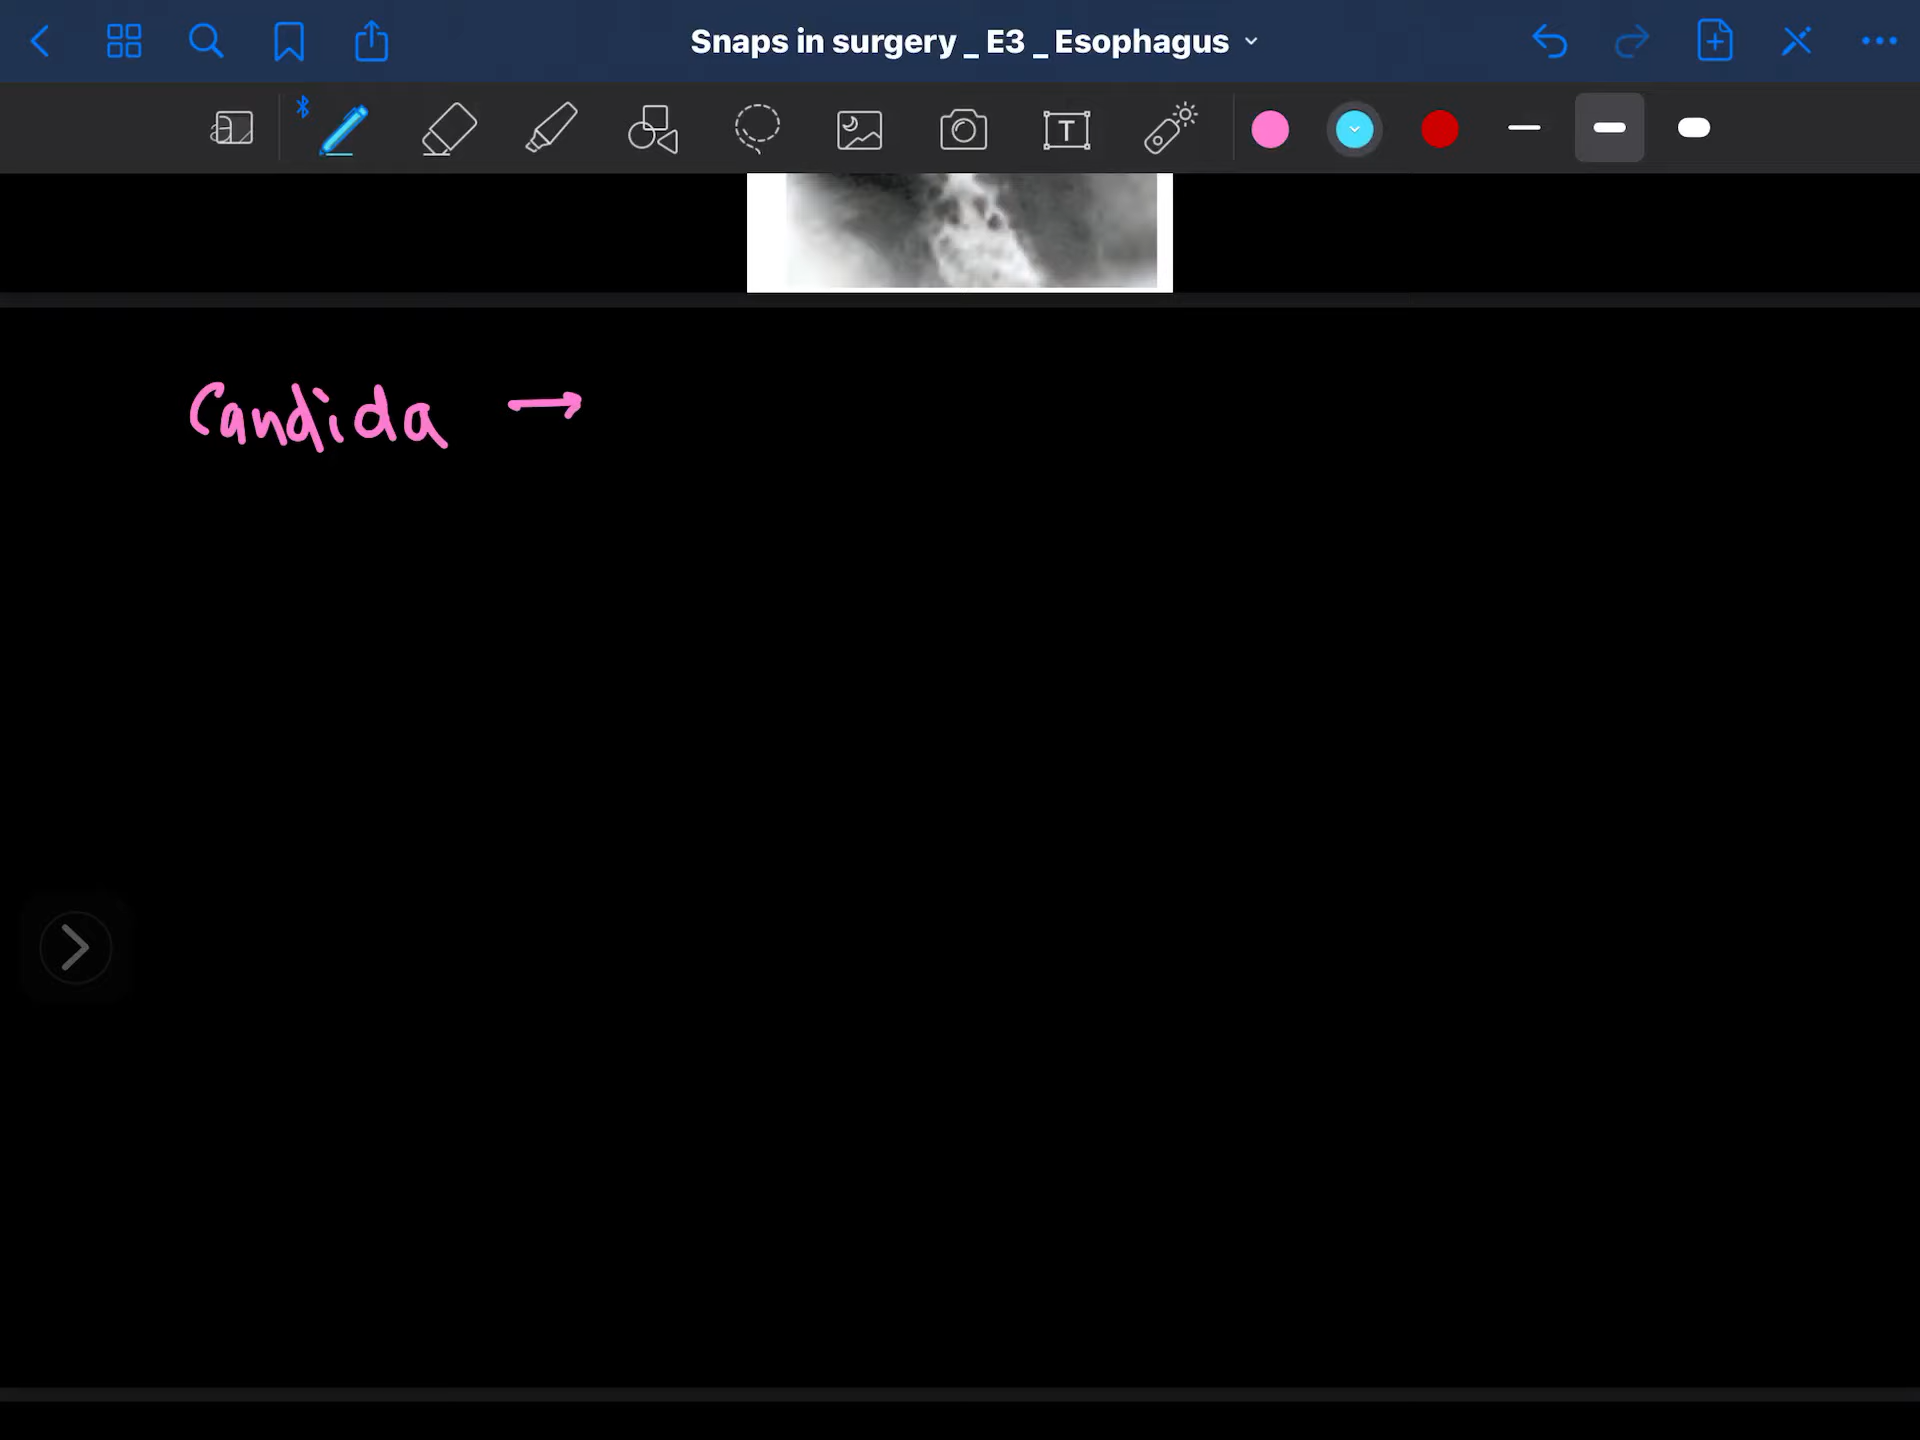 Snaps in surgery _ E3 _ Esophagus
T
Candida →